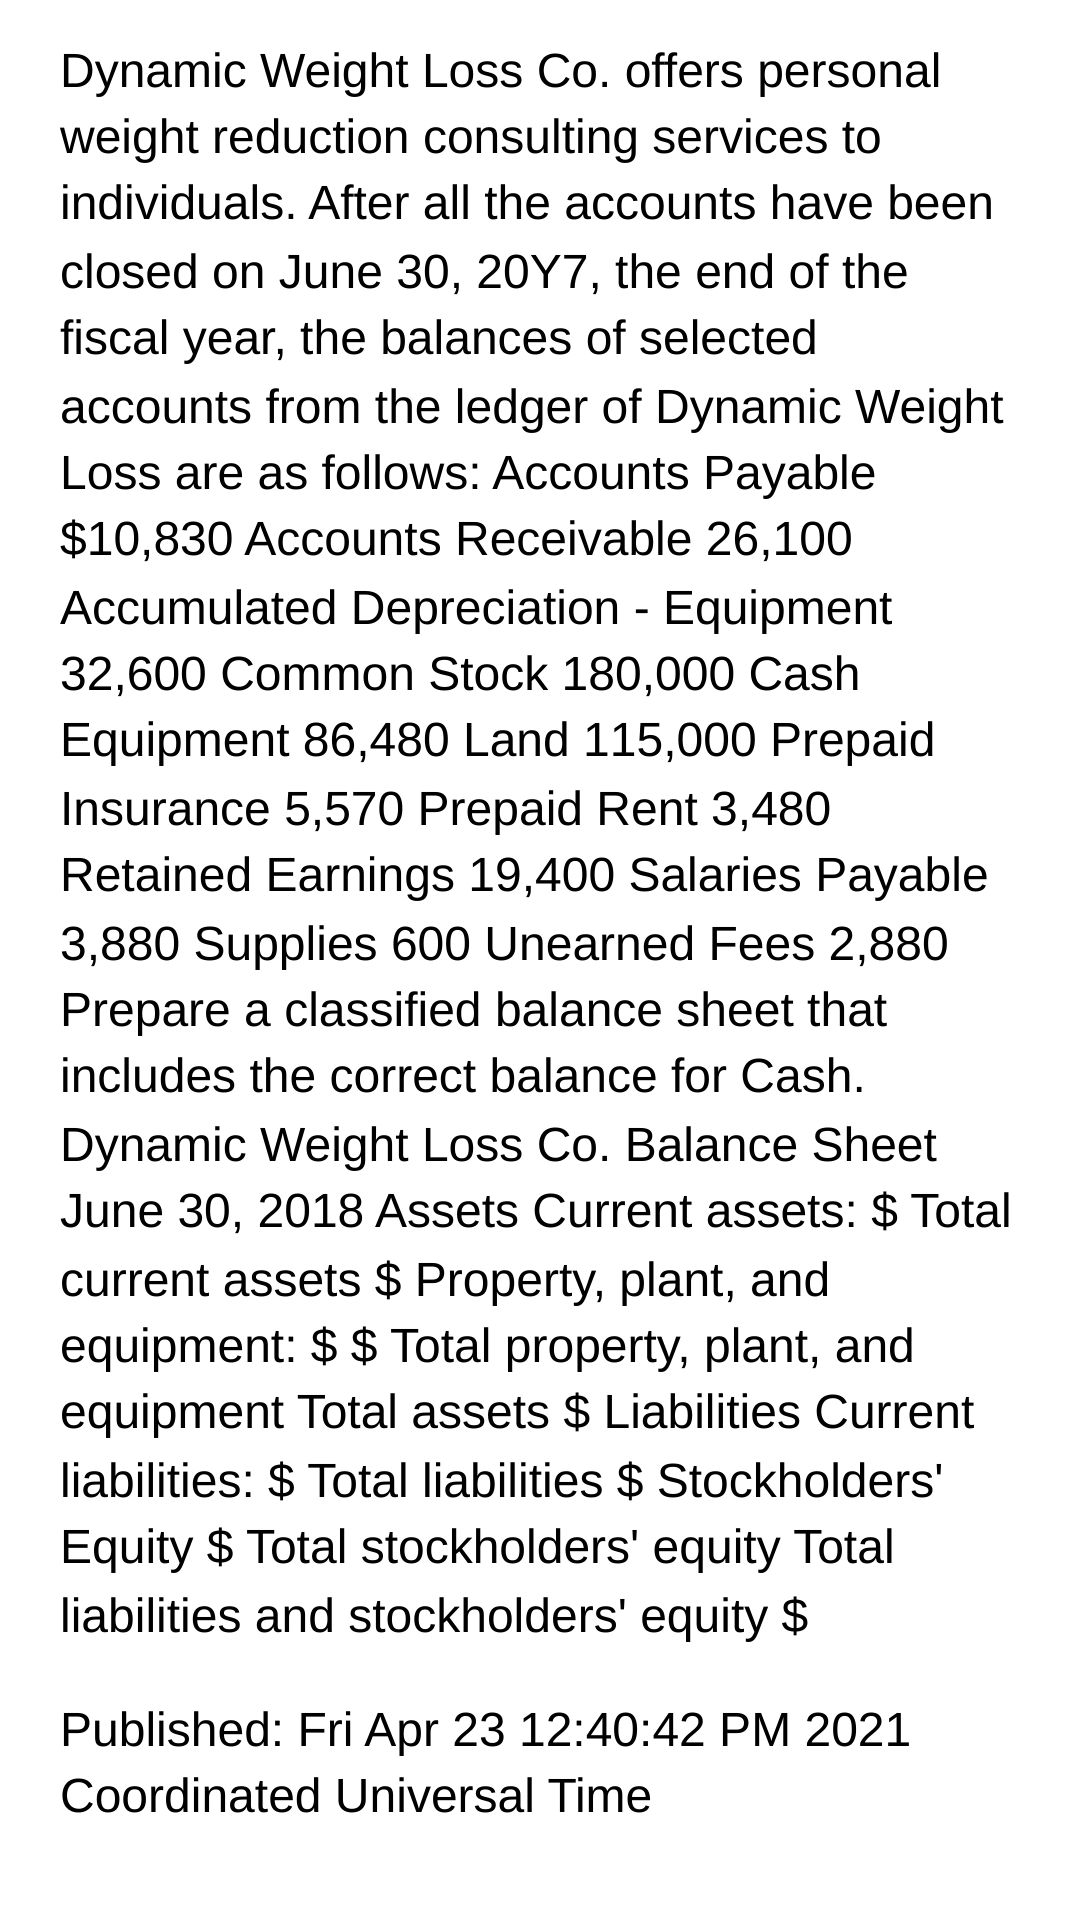 Dynamic Weight Loss Co. offers personal
weight reduction consulting services to
individuals. After all the accounts have been
closed on June 30, 20Y7, the end of the
fiscal year, the balances of selected
accounts from the ledger of Dynamic Weight
Loss are as follows: Accounts Payable
$10,830 Accounts Receivable 26,100
Accumulated Depreciation - Equipment
32,600 Common Stock 180,000 Cash
Equipment 86,480 Land 115,000 Prepaid
Insurance 5,570 Prepaid Rent 3,480
Retained Earnings 19,400 Salaries Payable
3,880 Supplies 600 Unearned Fees 2,880
Prepare a classified balance sheet that
includes the correct balance for Cash.
Dynamic Weight Loss Co. Balance Sheet
June 30, 2018 Assets Current assets: $ Total
current assets $ Property, plant, and
equipment: $ $ Total property, plant, and
equipment Total assets $ Liabilities Current
liabilities: $ Total liabilities $ Stockholders'
Equity $ Total stockholders' equity Total
liabilities and stockholders' equity $
Published: Fri Apr 23 12:40:42 PM 2021
Coordinated Universal Time